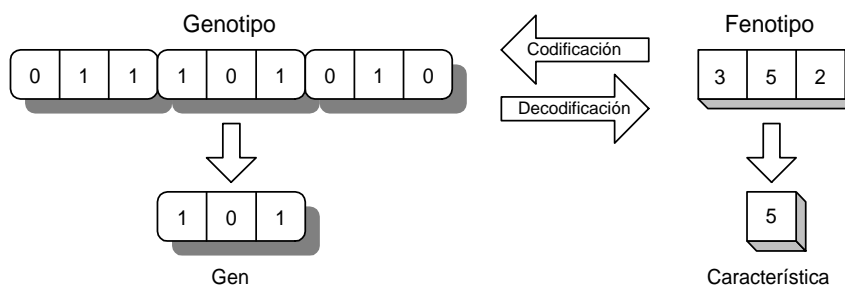 Genotipo
Fenotipo
Codificación
0 1 1 1 0 1 0 1 0
3 5 2
Decodificación
1 0 1
5
Gen
Característica